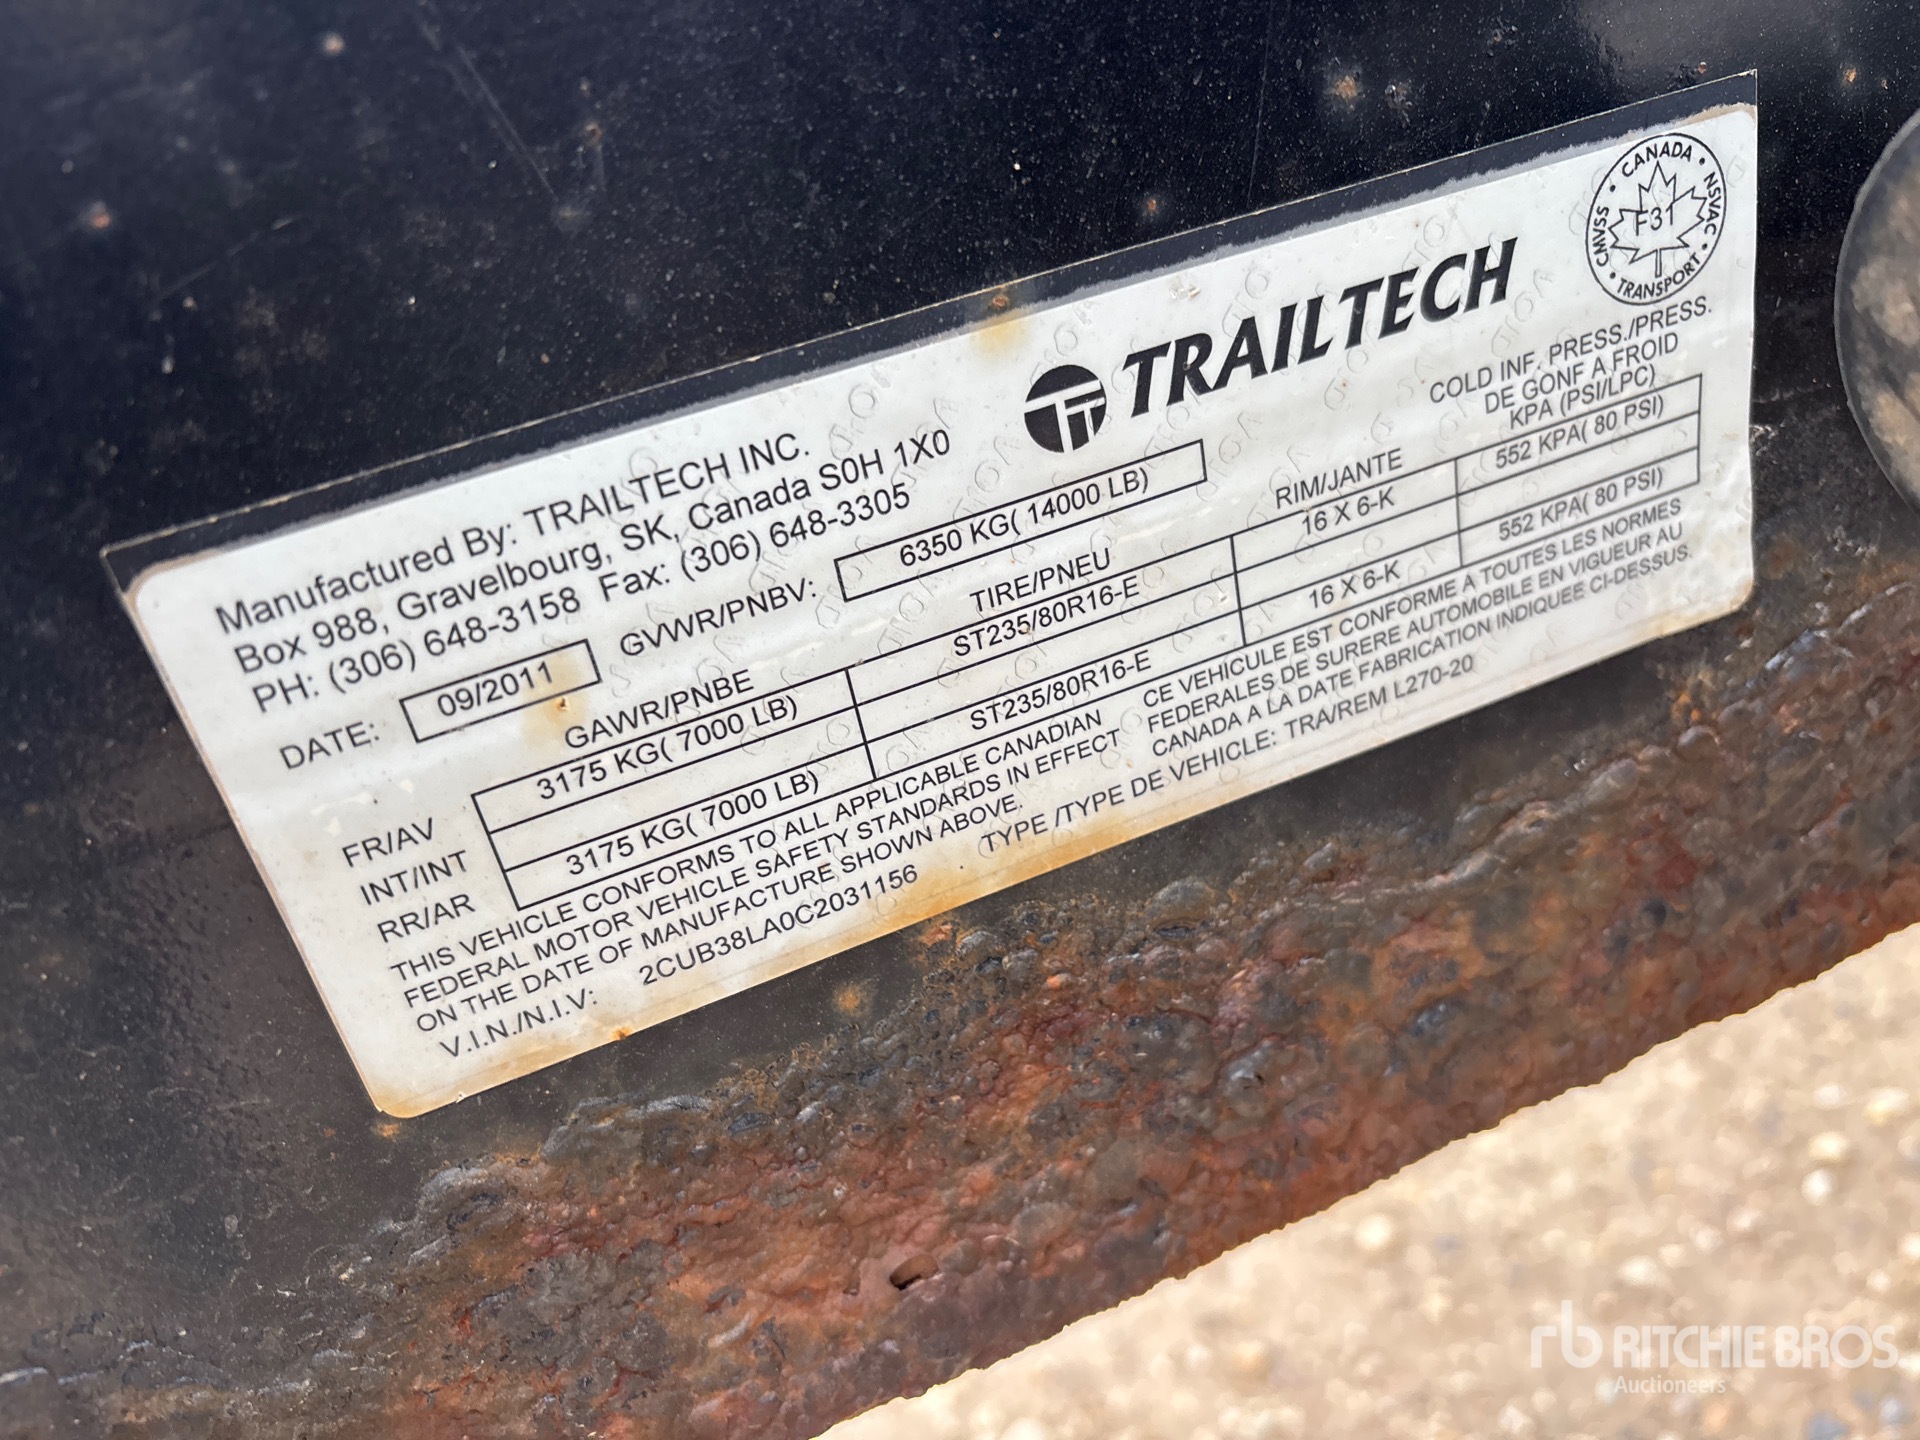 CANADA • NSVAC • TRANSPORT • CMVSS •
F31
TRAILTECH
Manufactured By: TRAILTECH INC.
Box 988, Gravelbourg, SK, Canada S0H 1X0
PH: (306) 648-3158 Fax: (306) 648-3305
DATE: 09/2011 GVWR/PNBV: 6350 KG( 14000 LB)
COLD INF. PRESS./PRESS.
DE GONF A FROID
GAWR/PNBE TIRE/PNEU RIM/JANTE KPA (PSI/LPC)
FR/AV 3175 KG( 7000 LB) ST235/80R16-E 16 X 6-K 552 KPA( 80 PSI)
INT/INT
RR/AR 3175 KG( 7000 LB) ST235/80R16-E 16 X 6-K 552 KPA( 80 PSI)
THIS VEHICLE CONFORMS TO ALL APPLICABLE CANADIAN
FEDERAL MOTOR VEHICLE SAFETY STANDARDS IN EFFECT
ON THE DATE OF MANUFACTURE SHOWN ABOVE.
CE VEHICULE EST CONFORME A TOUTES LES NORMES
FEDERALES DE SURERE AUTOMOBILE EN VIGUEUR AU
CANADA A LA DATE FABRICATION INDIQUEE CI-DESSUS.
V.I.N./N.I.V: 2CUB38LA0C2031156 TYPE /TYPE DE VEHICLE: TRA/REM L270-20
rb RITCHIE BROS.
Auctioneers